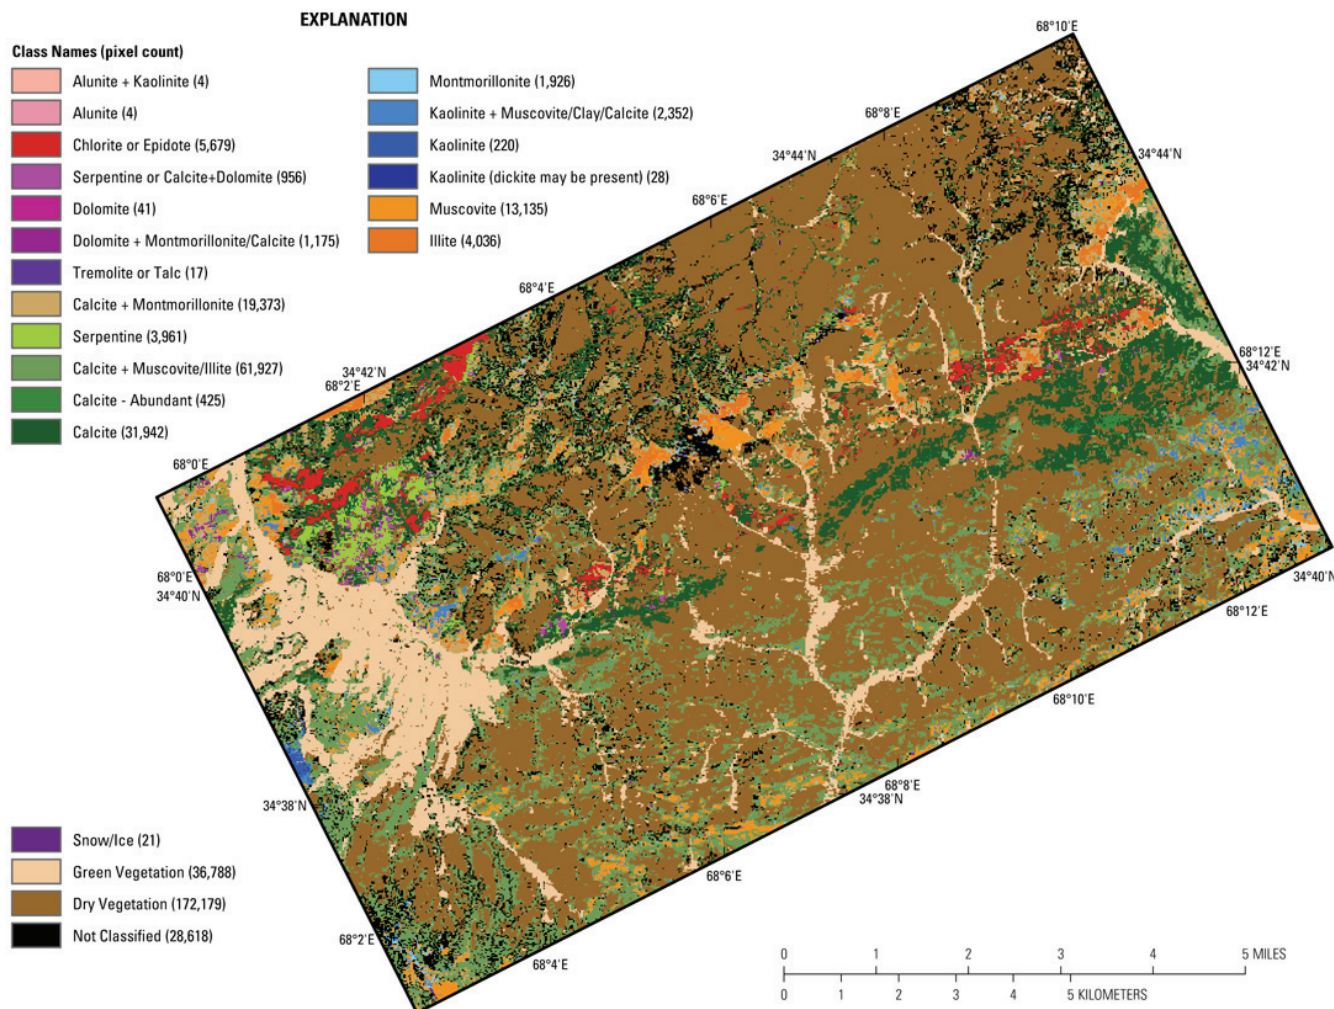 EXPLANATION
Class Names (pixel count)
Alunite + Kaolinite (4)
Alunite (4)
Chlorite or Epidote (5,679)
Serpentine or Calcite+Dolomite (956)
Dolomite (41)
Dolomite + Montmorillonite/Calcite (1,175)
Tremolite or Talc (17)
Calcite + Montmorillonite (19,373)
Serpentine (3,961)
Calcite + Muscovite/Illite (61,927)
Calcite - Abundant (425)
Calcite (31,942)
Montmorillonite (1,926)
Kaolinite + Muscovite/Clay/Calcite (2,352)
Kaolinite (220)
Kaolinite (dickite may be present) (28)
Muscovite (13,135)
Illite (4,036)
68°10'E
68°8'E
34°44'N
34°44'N
68°6'E
68°4'E
34°42'N
68°2'E
68°12'E
34°42'N
68°0'E
68°0'E
34°40'N
34°40'N
68°12'E
68°10'E
34°38'N
68°8'E
34°38'N
68°6'E
68°2'E
68°4'E
Snow/Ice (21)
Green Vegetation (36,788)
Dry Vegetation (172,179)
Not Classified (28,618)
0 1 2 3 4 5 MILES
0 1 2 3 4 5 KILOMETERS